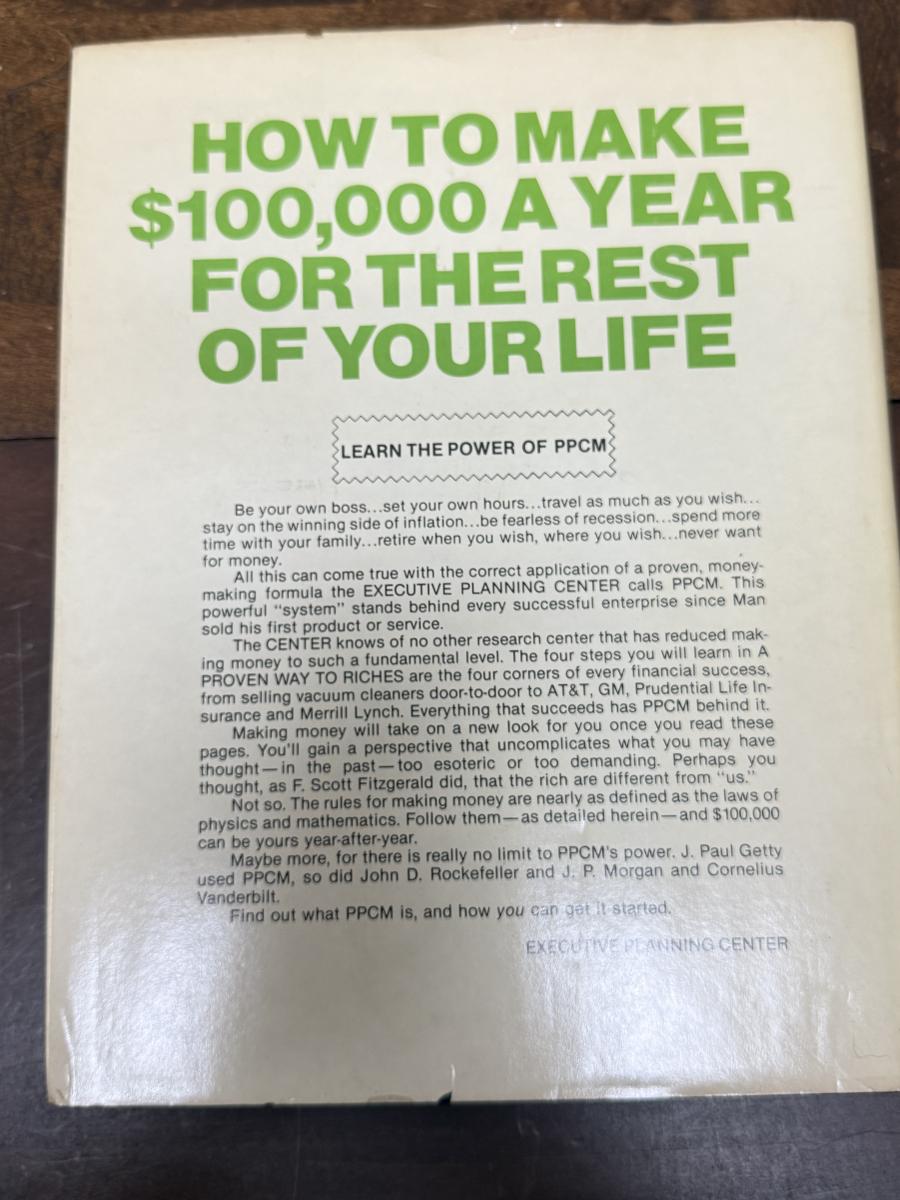 HOW TO MAKE
$100,000 A YEAR
FOR THE REST
OF YOUR LIFE
LEARN THE POWER OF PPCM
Be your own boss...set your own hours...travel as much as you wish...
stay on the winning side of inflation...be fearless of recession...spend more
time with your family...retire when you wish, where you wish...never want
for money.
All this can come true with the correct application of a proven, money-
making formula the EXECUTIVE PLANNING CENTER calls PPCM. This
powerful "system" stands behind every successful enterprise since Man
sold his first product or service.
The CENTER knows of no other research center that has reduced mak-
ing money to such a fundamental level. The four steps you will learn in A
PROVEN WAY TO RICHES are the four corners of every financial success,
from selling vacuum cleaners door-to-door to AT&T, GM, Prudential Life In-
surance and Merrill Lynch. Everything that succeeds has PPCM behind it.
Making money will take on a new look for you once you read these
pages. You'll gain a perspective that uncomplicates what you may have
thought—in the past—too esoteric or too demanding. Perhaps you
thought, as F. Scott Fitzgerald did, that the rich are different from "us."
Not so. The rules for making money are nearly as defined as the laws of
physics and mathematics. Follow them—as detailed herein—and $100,000
can be yours year-after-year.
Maybe more, for there is really no limit to PPCM's power. J. Paul Getty
used PPCM, so did John D. Rockefeller and J. P. Morgan and Cornelius
Vanderbilt.
Find out what PPCM is, and how you can get it started.
EXECUTIVE PLANNING CENTER